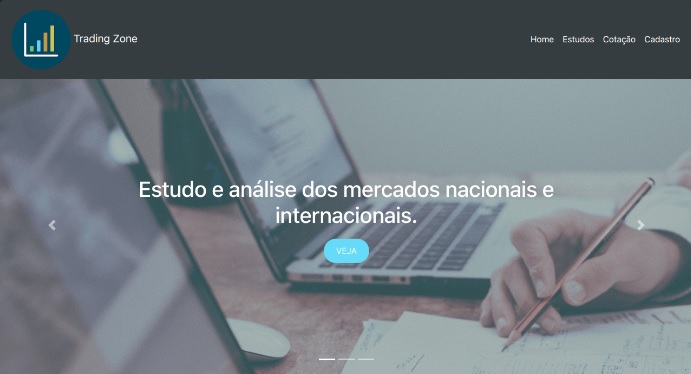 Trading Zone
Home Estudos Cotação Cadastro
Estudo e análise dos mercados nacionais e
internacionais.
VEJA